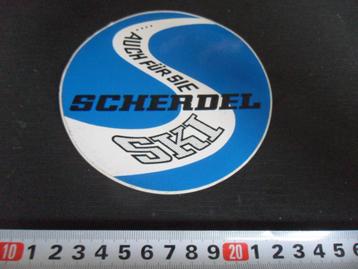 ....AUCH FÜR SIE
SCHERDEL
SKI
10 1 2 3 4 5 6 7 8 9 20 1 2 3 4 5 6